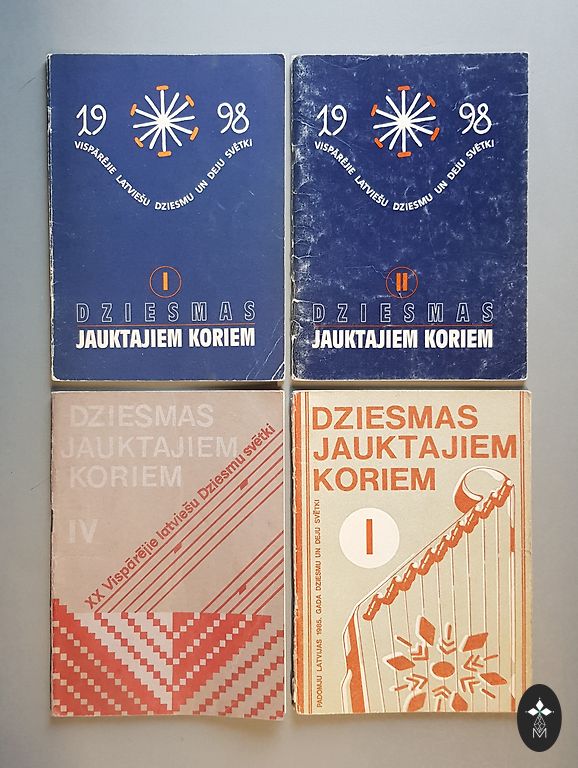 19 98
VISPĀRĒJIE LATVIEŠU DZIESMU UN DEJU SVĒTKI
I
DZIESMAS
JAUKTAJIEM KORIEM
19 98
VISPĀRĒJIE LATVIEŠU DZIESMU UN DEJU SVĒTKI
II
DZIESMAS
JAUKTAJIEM KORIEM
DZIESMAS
JAUKTAJIEM
KORIEM
IV
XX Vispārējie latviešu Dziesmu svētki
DZIESMAS
JAUKTAJIEM
KORIEM
I
PADOMJU LATVIJAS 1985. GADA DZIESMU UN DEJU SVĒTKI
M